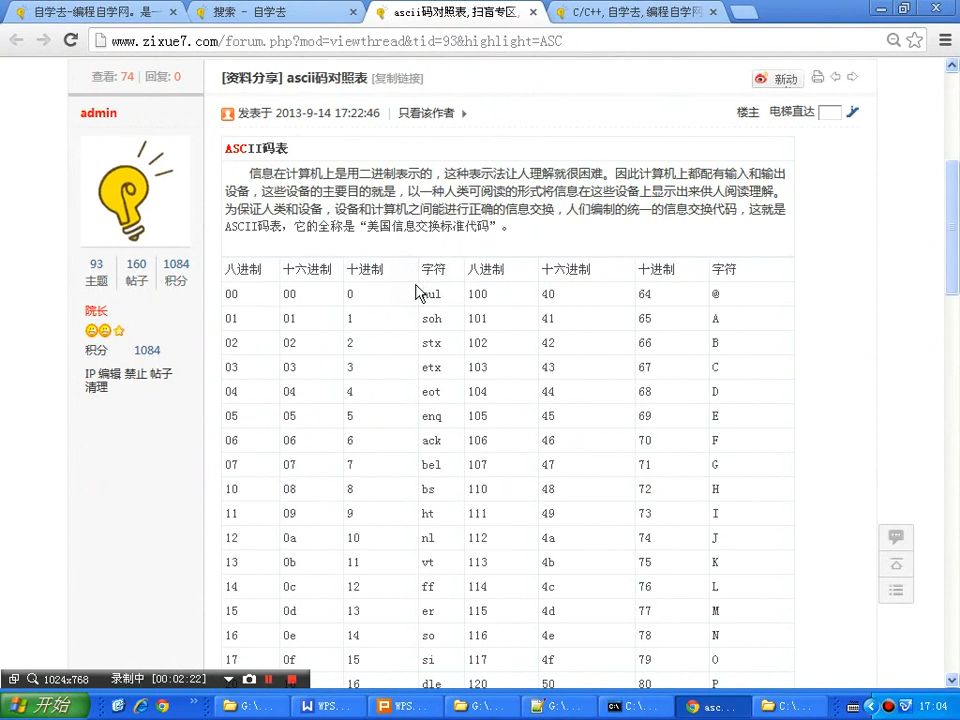 自学去-编程自学网。是一
搜索 - 自学去
ascii码对照表, 扫盲专区,
C/C++, 自学去, 编程自学网
www.zixue7.com/forum.php?mod=viewthread&tid=93&highlight=ASC
查看: 74 | 回复: 0
[资料分享] ascii码对照表 [复制链接]
新动
admin
发表于 2013-9-14 17:22:46 | 只看该作者
楼主 电梯直达
ASCII码表
信息在计算机上是用二进制表示的，这种表示法让人理解就很困难。因此计算机上都配有输入和输出
设备，这些设备的主要目的就是，以一种人类可阅读的形式将信息在这些设备上显示出来供人阅读理解。
为保证人类和设备，设备和计算机之间能进行正确的信息交换，人们编制的统一的信息交换代码，这就是
ASCII码表，它的全称是“美国信息交换标准代码”。
93 160 1084
主题 帖子 积分
院长
积分 1084
IP 编辑 禁止 帖子
清理
八进制 十六进制 十进制 字符 八进制 十六进制 十进制 字符
00 00 0 nul 100 40 64 @
01 01 1 soh 101 41 65 A
02 02 2 stx 102 42 66 B
03 03 3 etx 103 43 67 C
04 04 4 eot 104 44 68 D
05 05 5 enq 105 45 69 E
06 06 6 ack 106 46 70 F
07 07 7 bel 107 47 71 G
10 08 8 bs 110 48 72 H
11 09 9 ht 111 49 73 I
12 0a 10 nl 112 4a 74 J
13 0b 11 vt 113 4b 75 K
14 0c 12 ff 114 4c 76 L
15 0d 13 er 115 4d 77 M
16 0e 14 so 116 4e 78 N
17 0f 15 si 117 4f 79 O
16 dle 120 50 80 P
1024x768 录制中 [00:02:22]
开始
G:\...
WPS...
WPS...
G:\...
G:\...
C:\...
asc...
C:\...
17:04